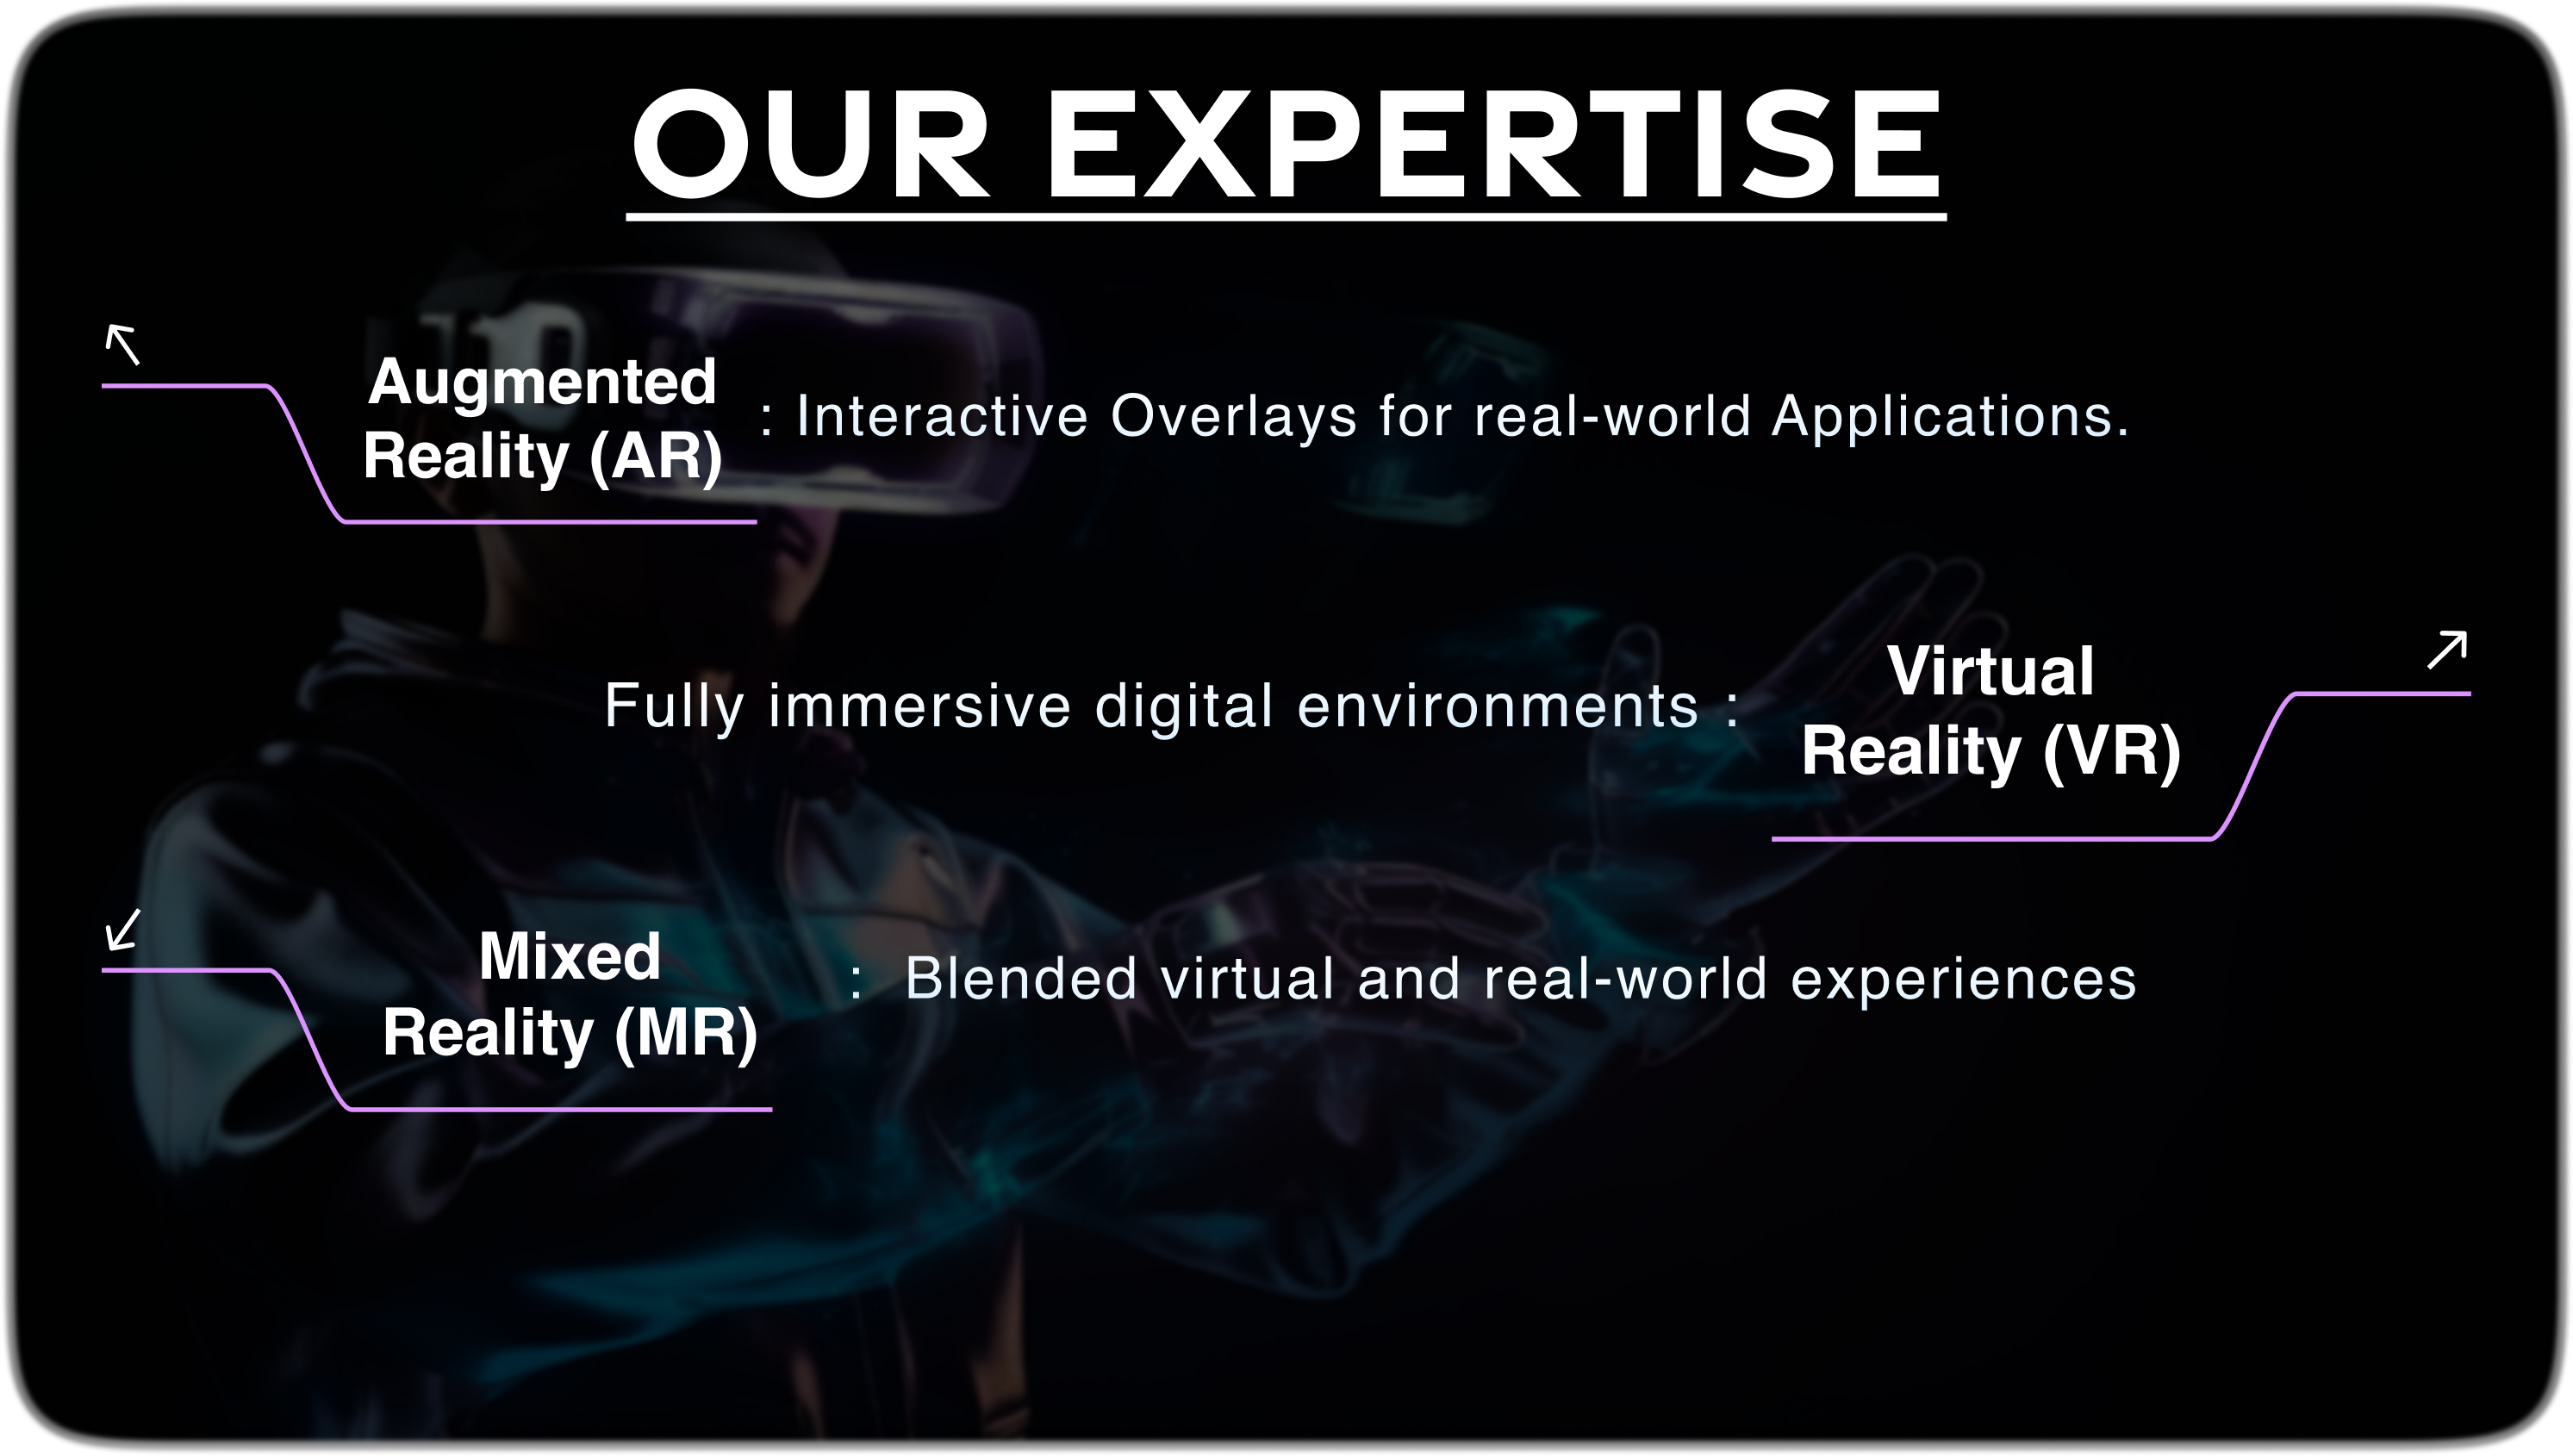 OUR EXPERTISE
Augmented
Reality (AR)
: Interactive Overlays for real-world Applications.
Fully immersive digital environments :
Virtual
Reality (VR)
Mixed
Reality (MR)
: Blended virtual and real-world experiences